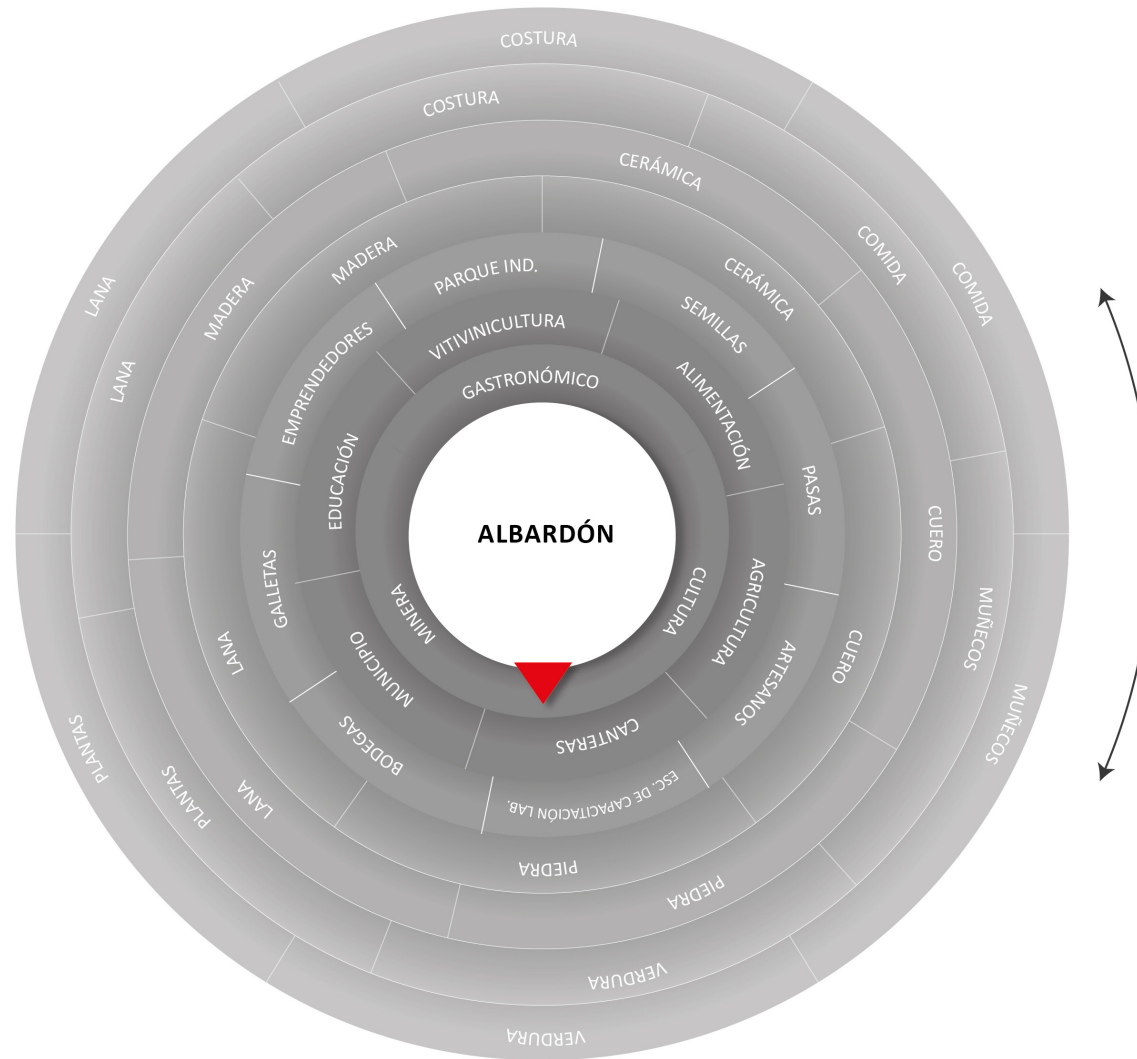 ALBARDÓN
GASTRONÓMICO
CULTURA
MINERA
VITIVINICULTURA
ALIMENTACIÓN
AGRICULTURA
CANTERAS
MUNICIPIO
EDUCACIÓN
PARQUE IND.
SEMILLAS
PASAS
ARTESANOS
ESC. DE CAPACITACIÓN LAB.
BODEGAS
GALLETAS
EMPRENDEDORES
MADERA
CERÁMICA
CUERO
PIEDRA
LANA
CERÁMICA
CUERO
PIEDRA
LANA
MADERA
COSTURA
COMIDA
MUÑECOS
VERDURA
PLANTAS
LANA
COSTURA
COMIDA
MUÑECOS
VERDURA
PLANTAS
LANA